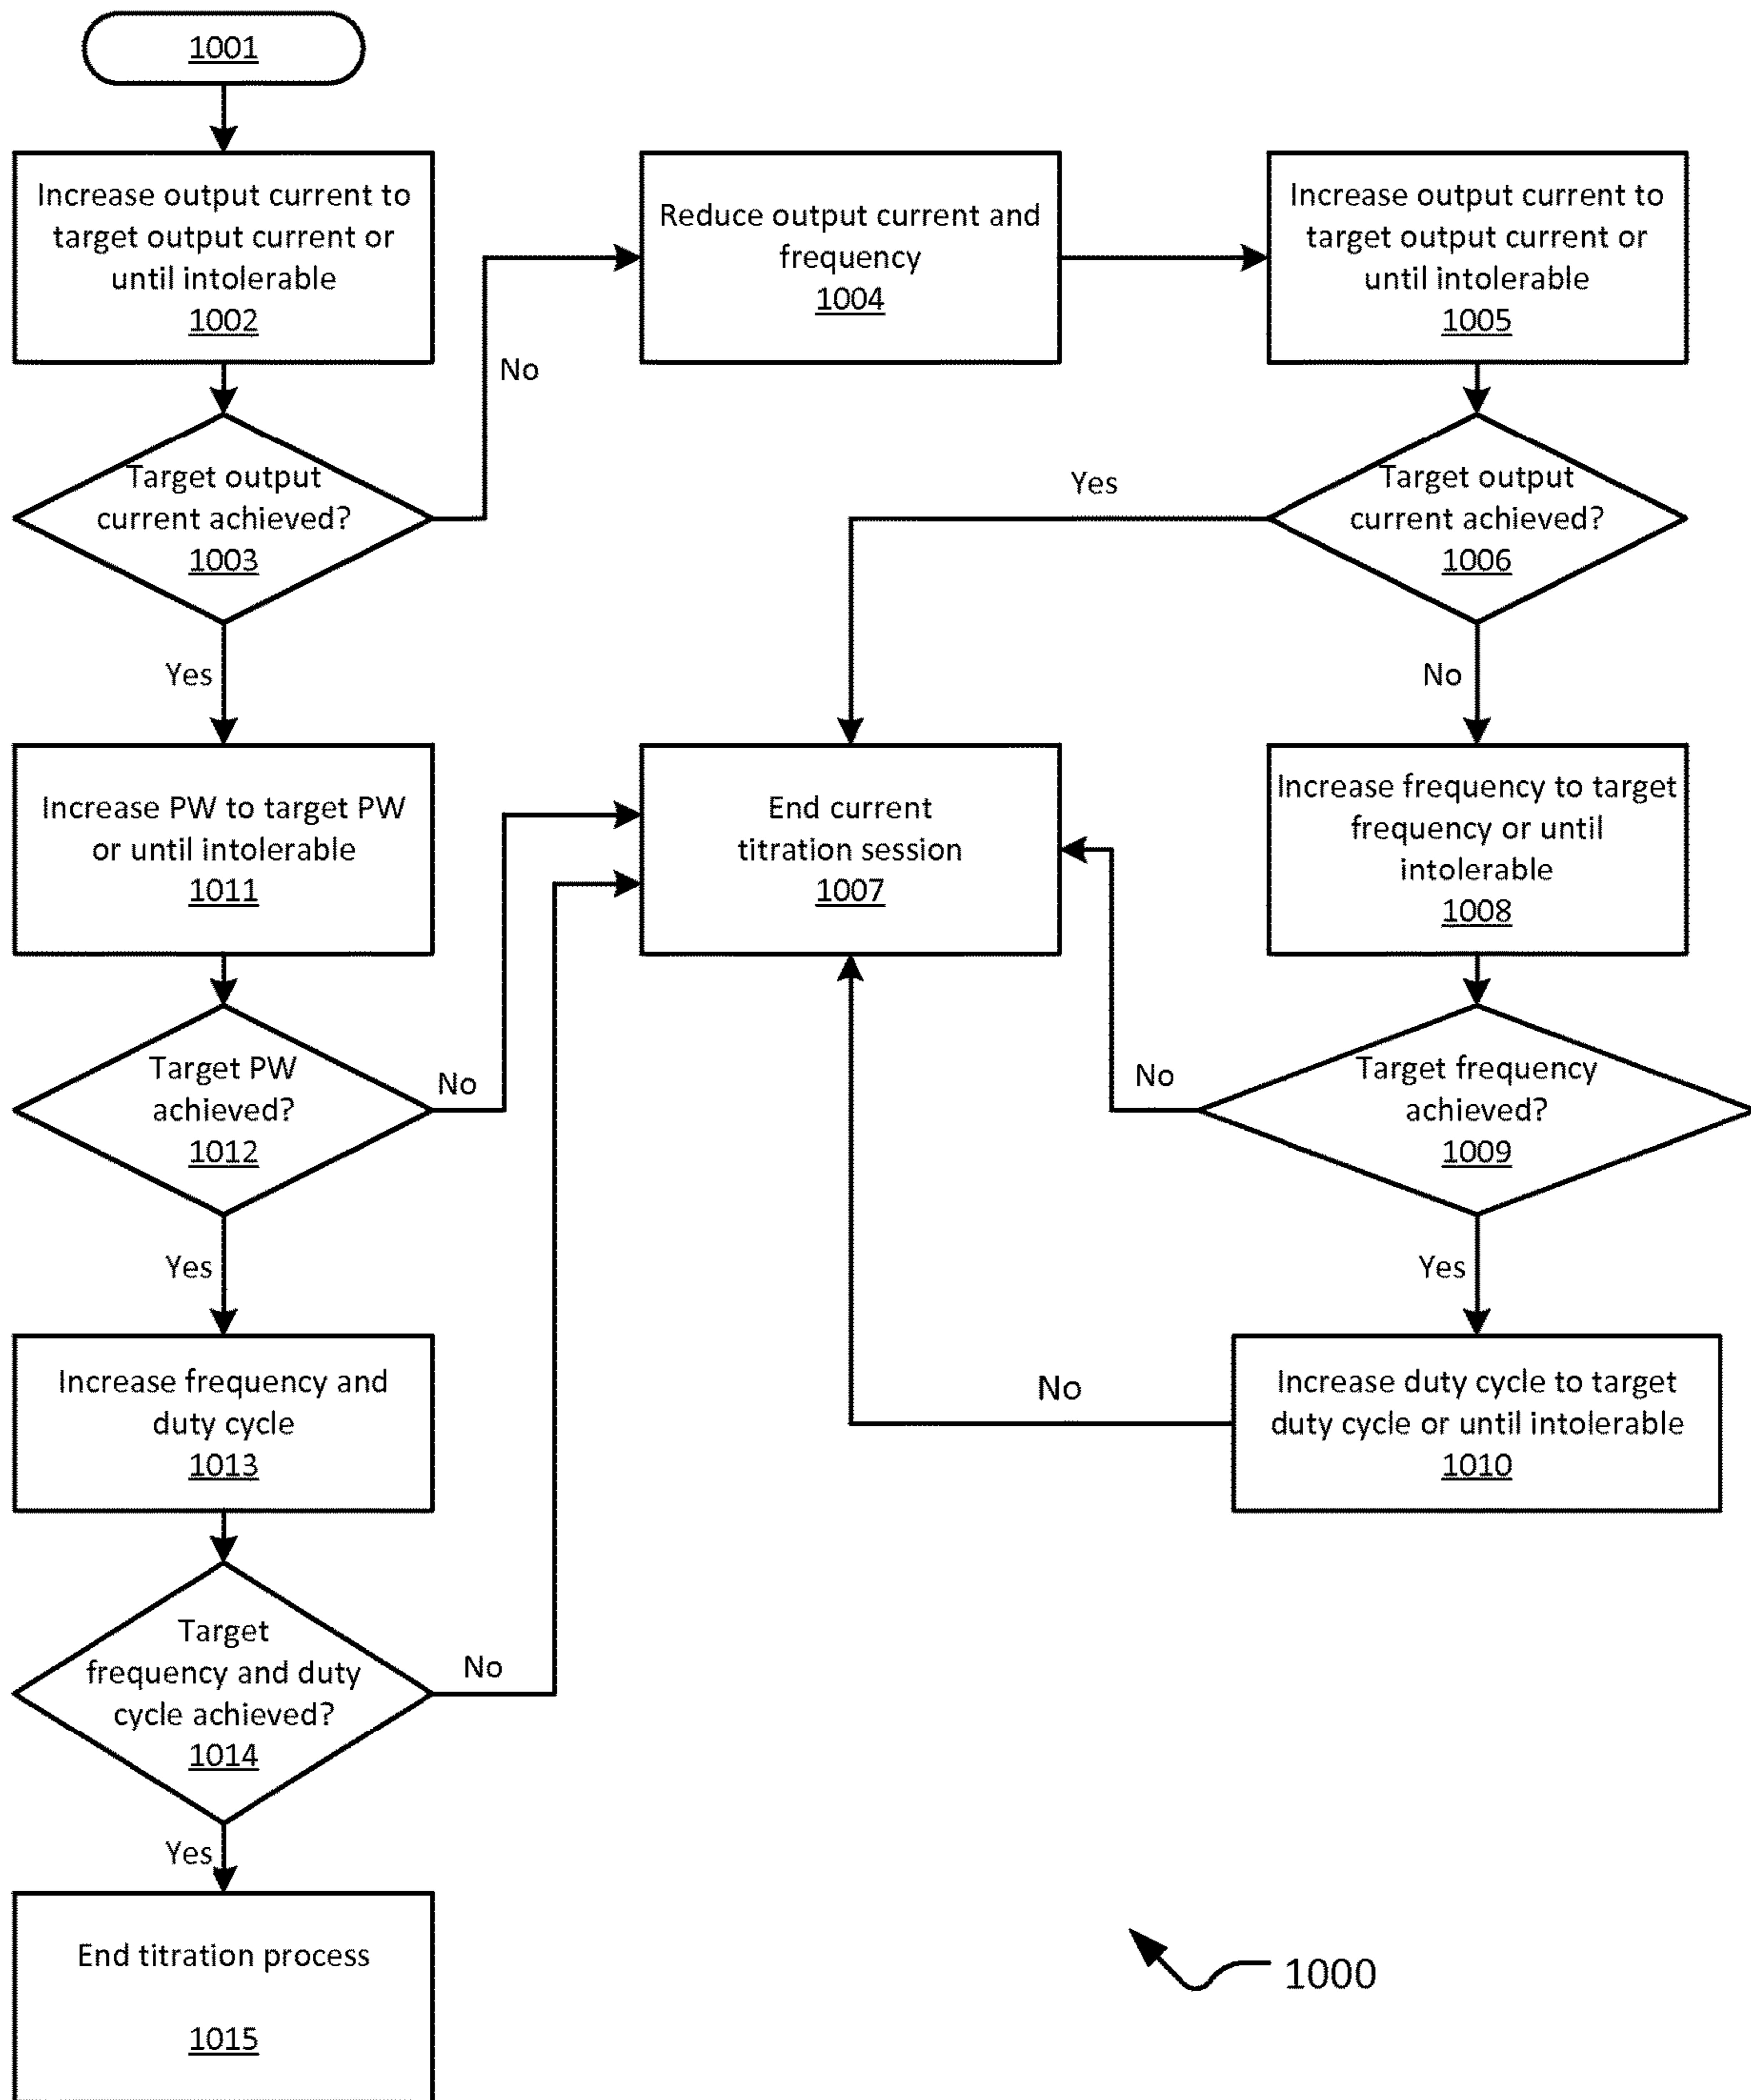 1001
Increase output current to
target output current or
until intolerable
1002
Reduce output current and
frequency
1004
Increase output current to
target output current or
until intolerable
1005
No
Target output
current achieved?
1003
Yes
Target output
current achieved?
1006
Yes
No
Increase PW to target PW
or until intolerable
1011
End current
titration session
1007
Increase frequency to target
frequency or until
intolerable
1008
Target PW
achieved?
1012
No
No
Target frequency
achieved?
1009
Yes
Yes
Increase frequency and
duty cycle
1013
No
Increase duty cycle to target
duty cycle or until intolerable
1010
Target
frequency and duty
cycle achieved?
1014
No
Yes
End titration process
1015
1000